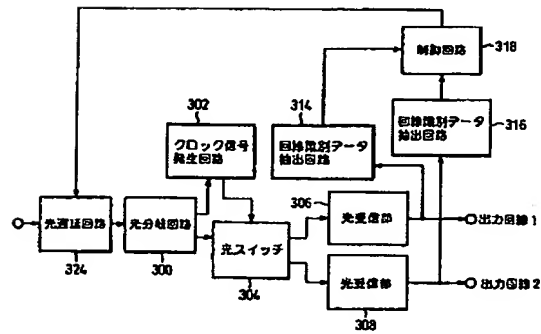 制御回路
318
302
314
クロック信号
発生回路
回線識別データ
抽出回路
回線識別データ
抽出回路
316
306
光遅延回路
光分岐回路
光スイッチ
光受信部
出力回線1
324
300
304
光受信部
出力回線2
308